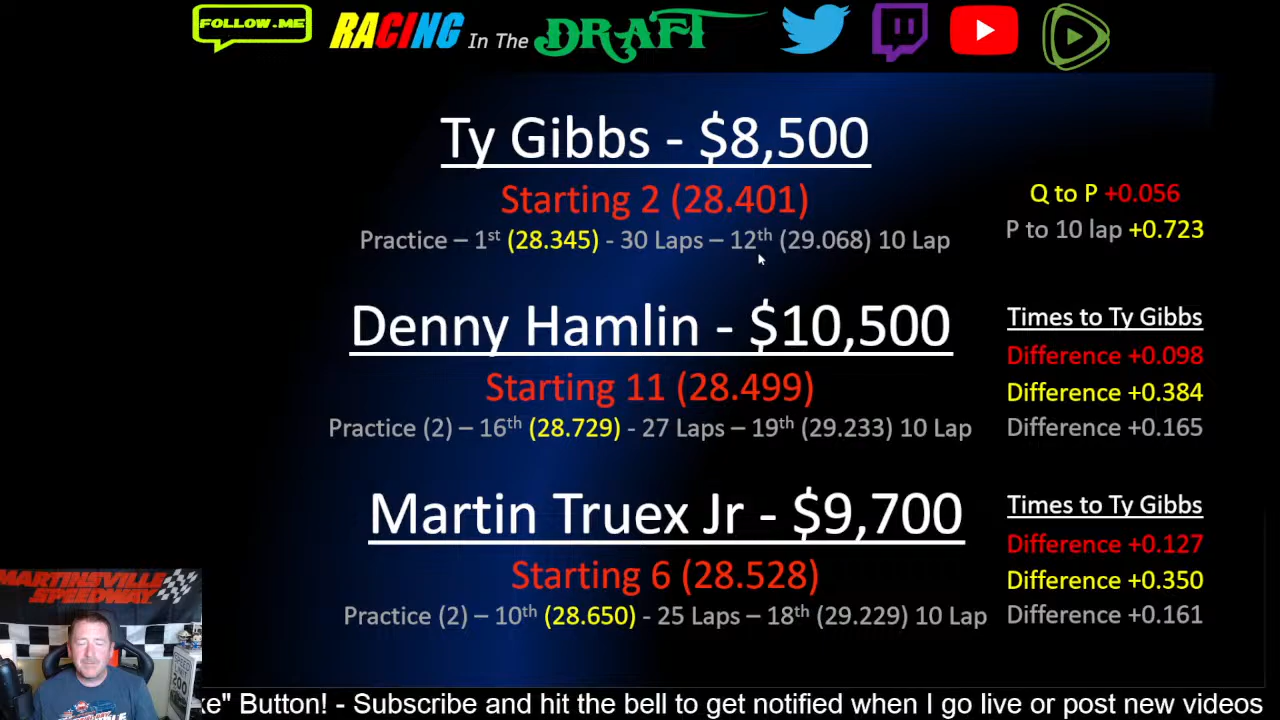 FOLLOW.ME RACING In The DRAFT
Ty Gibbs - $8,500
Starting 2 (28.401)
Practice – 1st (28.345) - 30 Laps – 12th (29.068) 10 Lap
Q to P +0.056
P to 10 lap +0.723
Denny Hamlin - $10,500
Starting 11 (28.499)
Practice (2) – 16th (28.729) - 27 Laps – 19th (29.233) 10 Lap
Times to Ty Gibbs
Difference +0.098
Difference +0.384
Difference +0.165
Martin Truex Jr - $9,700
Starting 6 (28.528)
Practice (2) – 10th (28.650) - 25 Laps – 18th (29.229) 10 Lap
Times to Ty Gibbs
Difference +0.127
Difference +0.350
Difference +0.161
MARTINSVILLE
SPEEDWAY
200
ke" Button! - Subscribe and hit the bell to get notified when I go live or post new videos